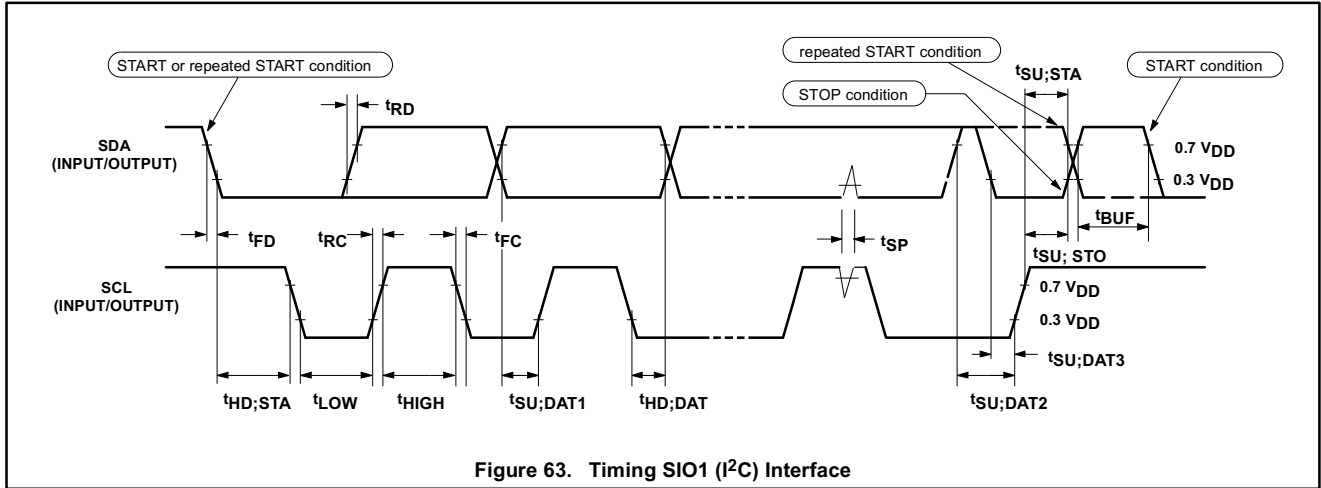 START or repeated START condition
repeated START condition
START condition
STOP condition
tSU;STA
tRD
SDA
(INPUT/OUTPUT)
0.7 VDD
0.3 VDD
tBUF
tFD
tRC
tFC
tSP
tSU; STO
SCL
(INPUT/OUTPUT)
0.7 VDD
0.3 VDD
tSU;DAT3
tHD;STA
tLOW
tHIGH
tSU;DAT1
tHD;DAT
tSU;DAT2
Figure 63. Timing SIO1 (I²C) Interface